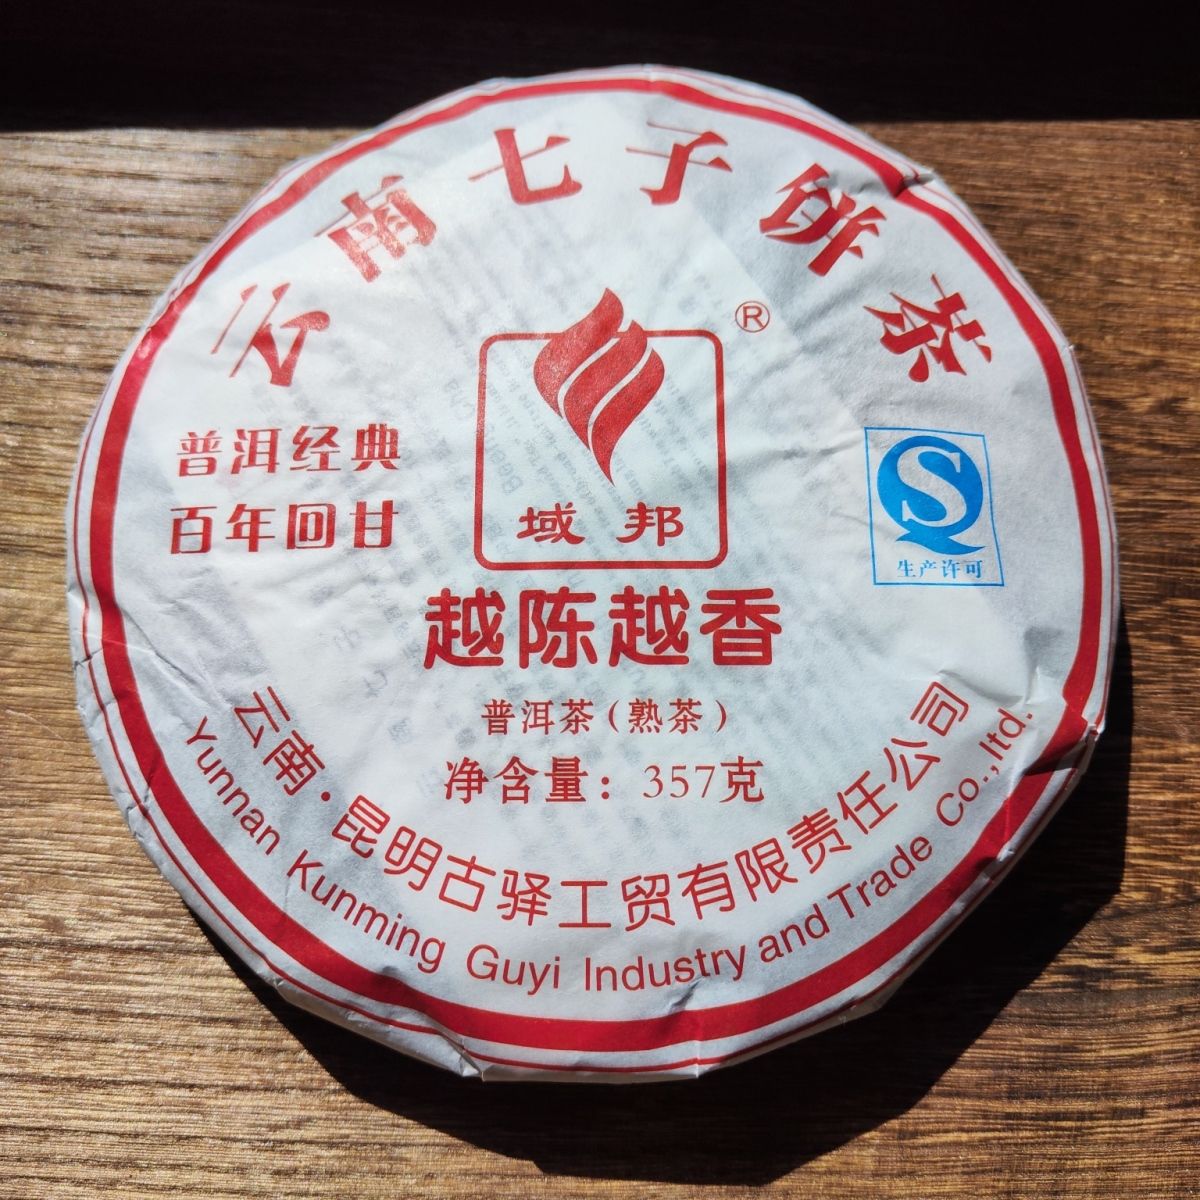 云南七子饼茶
®
普洱经典
百年回甘
域邦
S
生产许可
越陈越香
普洱茶(熟茶)
净含量：357克
云南·昆明古驿工贸有限责任公司
Yunnan Kunming Guyi Industry and Trade Co.,ltd.